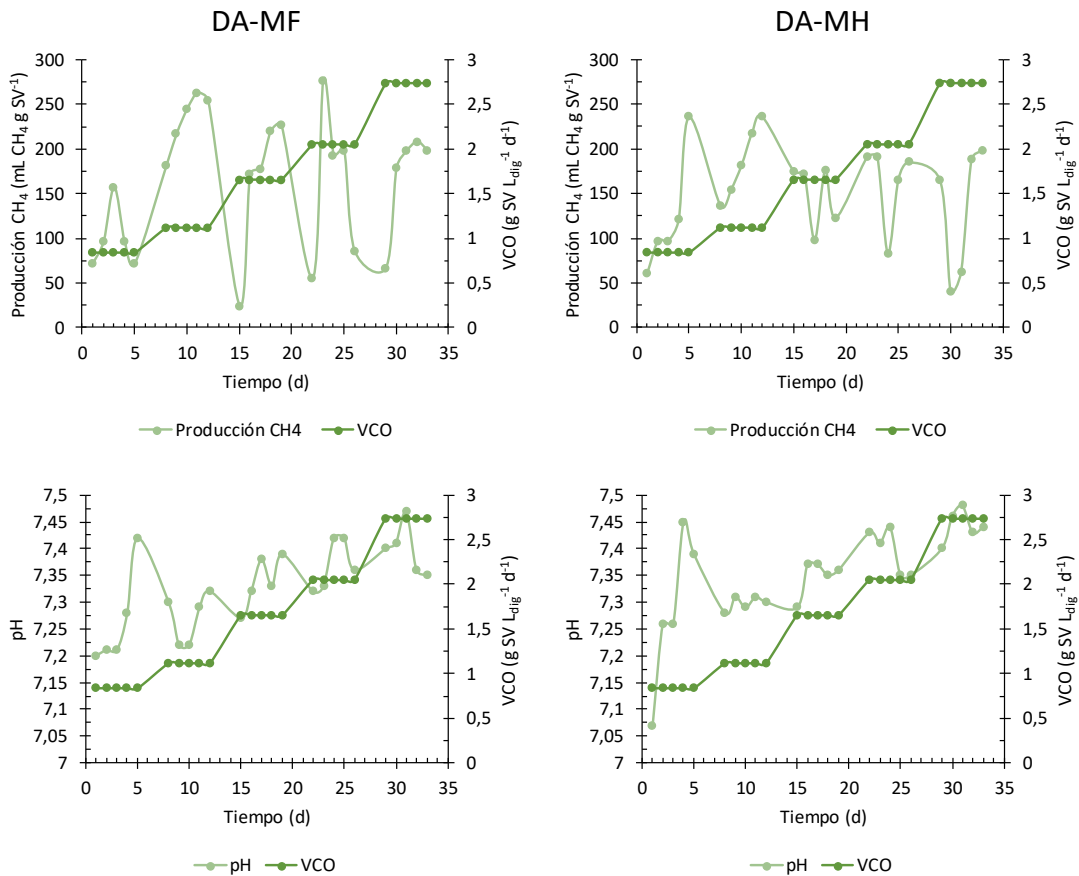 DA-MF
Producción CH₄ (mL CH₄ g SV⁻¹)
300
250
200
150
100
50
0
3
2,5
2
1,5
1
0,5
0
VCO (g SV L_dig⁻¹ d⁻¹)
0 5 10 15 20 25 30 35
Tiempo (d)
Producción CH4 VCO
DA-MH
Producción CH₄ (mL CH₄ g SV⁻¹)
300
250
200
150
100
50
0
3
2,5
2
1,5
1
0,5
0
VCO (g SV L_dig⁻¹ d⁻¹)
0 5 10 15 20 25 30 35
Tiempo (d)
Producción CH4 VCO
pH
7,5
7,45
7,4
7,35
7,3
7,25
7,2
7,15
7,1
7,05
7
3
2,5
2
1,5
1
0,5
0
VCO (g SV L_dig⁻¹ d⁻¹)
0 5 10 15 20 25 30 35
Tiempo (d)
pH VCO
pH
7,5
7,45
7,4
7,35
7,3
7,25
7,2
7,15
7,1
7,05
7
3
2,5
2
1,5
1
0,5
0
VCO (g SV L_dig⁻¹ d⁻¹)
0 5 10 15 20 25 30 35
Tiempo (d)
pH VCO